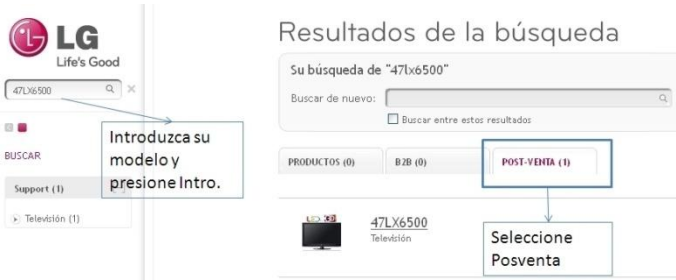 LG
Life's Good
47LX6500
BUSCAR
Support (1)
Televisión (1)
Introduzca su
modelo y
presione Intro.
Resultados de la búsqueda
Su búsqueda de "47lx6500"
Buscar de nuevo:
Buscar entre estos resultados
PRODUCTOS (0)
B2B (0)
POST-VENTA (1)
47LX6500
Televisión
Seleccione
Posventa